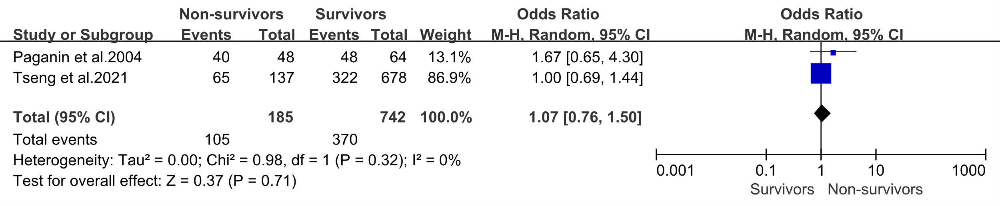 Non-survivors Survivors Odds Ratio Odds Ratio
Study or Subgroup Events Total Events Total Weight M-H, Random, 95% CI M-H, Random, 95% CI
Paganin et al.2004 40 48 48 64 13.1% 1.67 [0.65, 4.30]
Tseng et al.2021 65 137 322 678 86.9% 1.00 [0.69, 1.44]
Total (95% CI) 185 742 100.0% 1.07 [0.76, 1.50]
Total events 105 370
Heterogeneity: Tau² = 0.00; Chi² = 0.98, df = 1 (P = 0.32); I² = 0%
Test for overall effect: Z = 0.37 (P = 0.71)
0.001 0.1 1 10 1000
Survivors Non-survivors